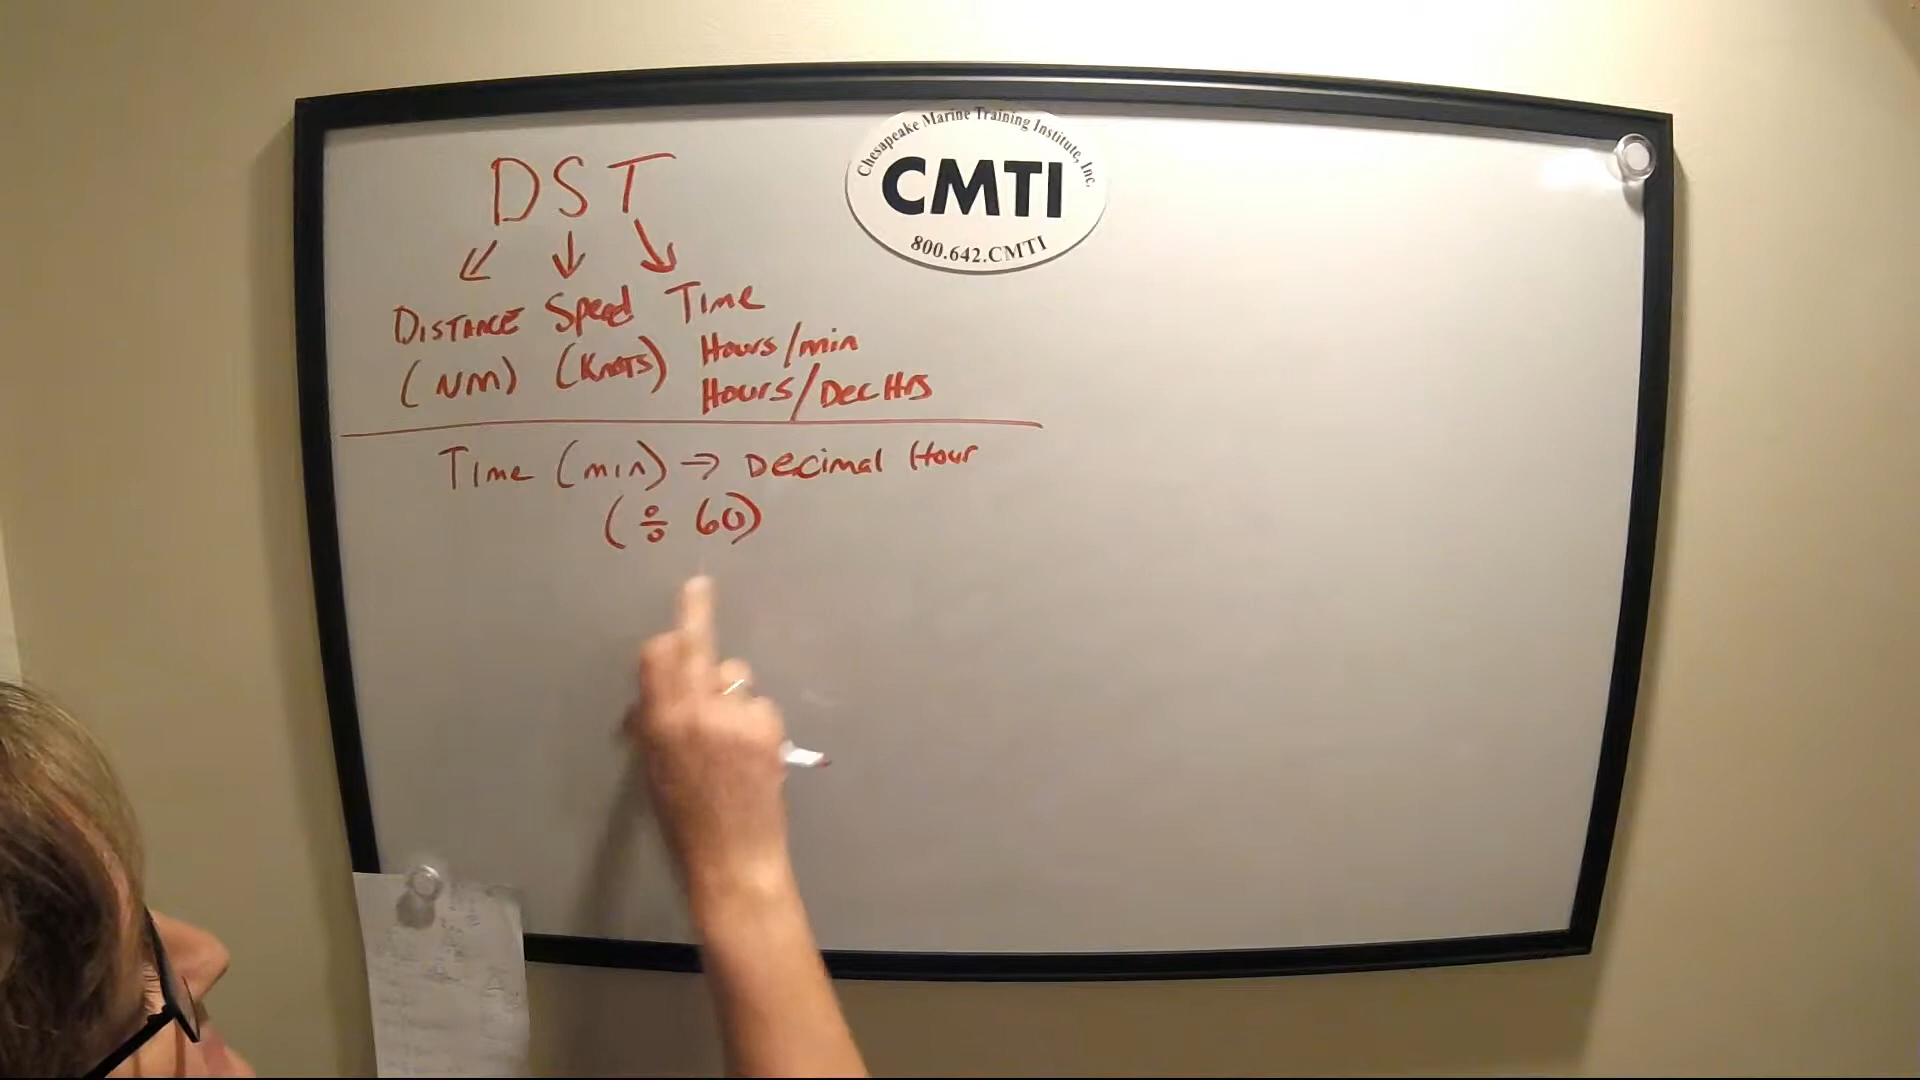 DST
Chesapeake Marine Training Institute, Inc.
CMTI
800.642.CMTI
Distance Speed Time
(NM) (Knots) Hours/min
Hours/Dec Hrs
Time (min) → Decimal Hour
(÷ 60)